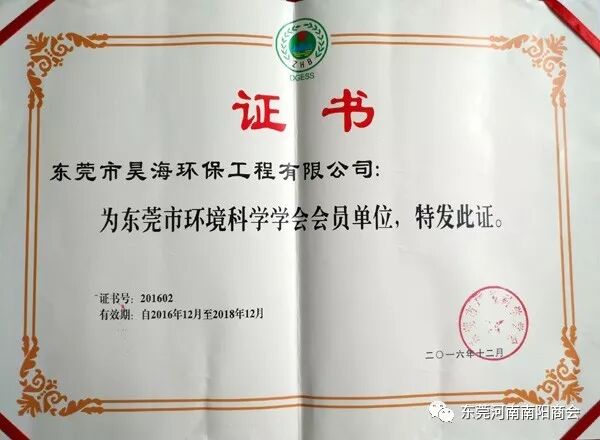 ZHB
DGESS
证书
东莞市昊海环保工程有限公司：
为东莞市环境科学学会会员单位，特发此证。
证书号：201602
有效期：自2016年12月至2018年12月
二〇一六年十二月
东莞河南南阳商会